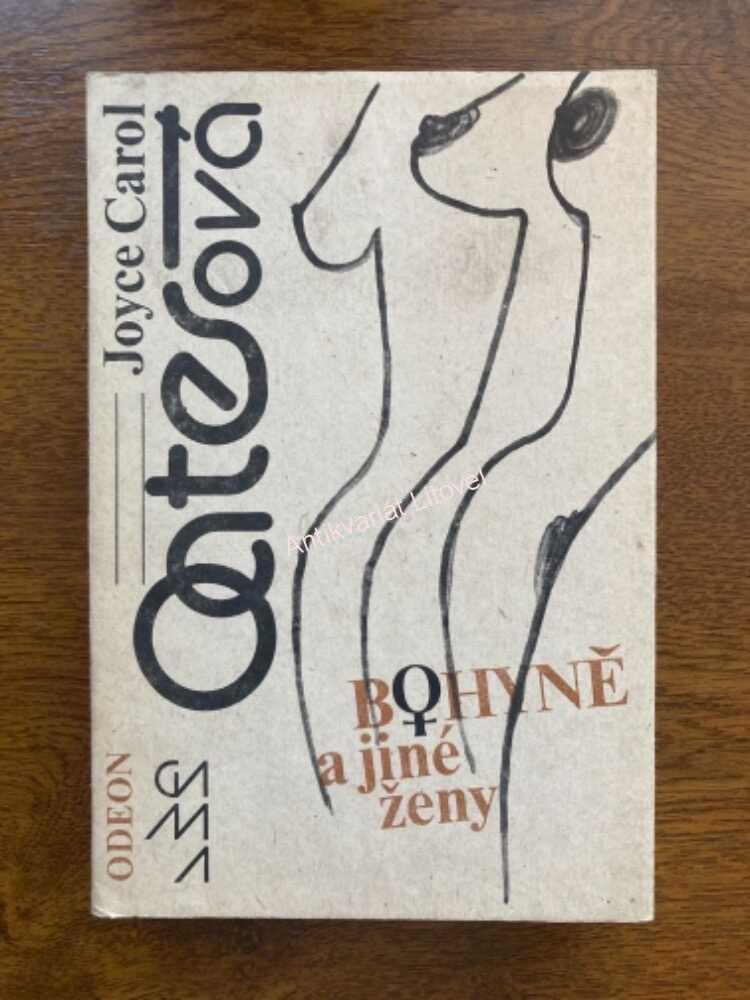 Joyce Carol
Oatesová
BOHYNĚ
a jiné
ženy
ODEON
Antikvariát Litovel